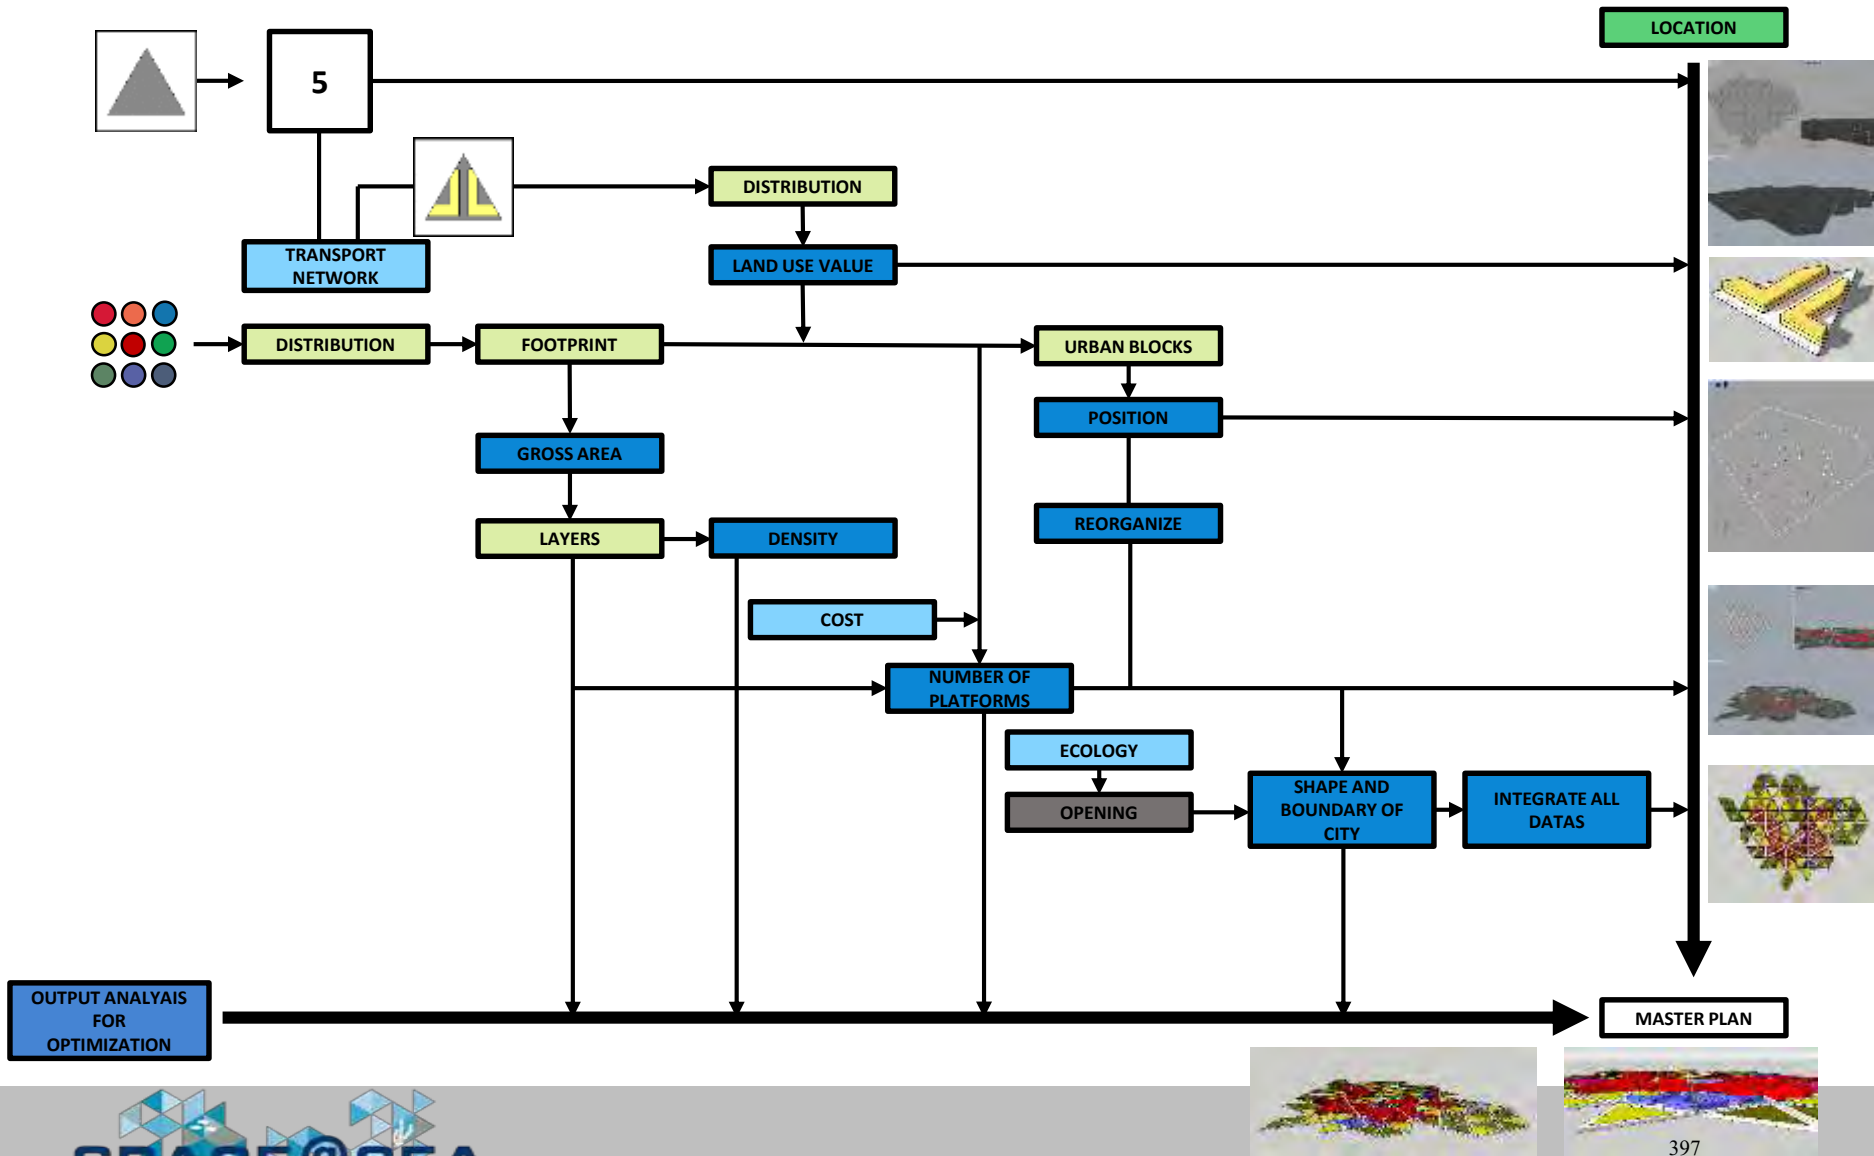 LOCATION
5
DISTRIBUTION
TRANSPORT
NETWORK
LAND USE VALUE
DISTRIBUTION
FOOTPRINT
URBAN BLOCKS
POSITION
GROSS AREA
REORGANIZE
LAYERS
DENSITY
COST
NUMBER OF
PLATFORMS
ECOLOGY
OPENING
SHAPE AND
BOUNDARY OF
CITY
INTEGRATE ALL
DATAS
OUTPUT ANALYAIS
FOR
OPTIMIZATION
MASTER PLAN
SPACE@SEA
397